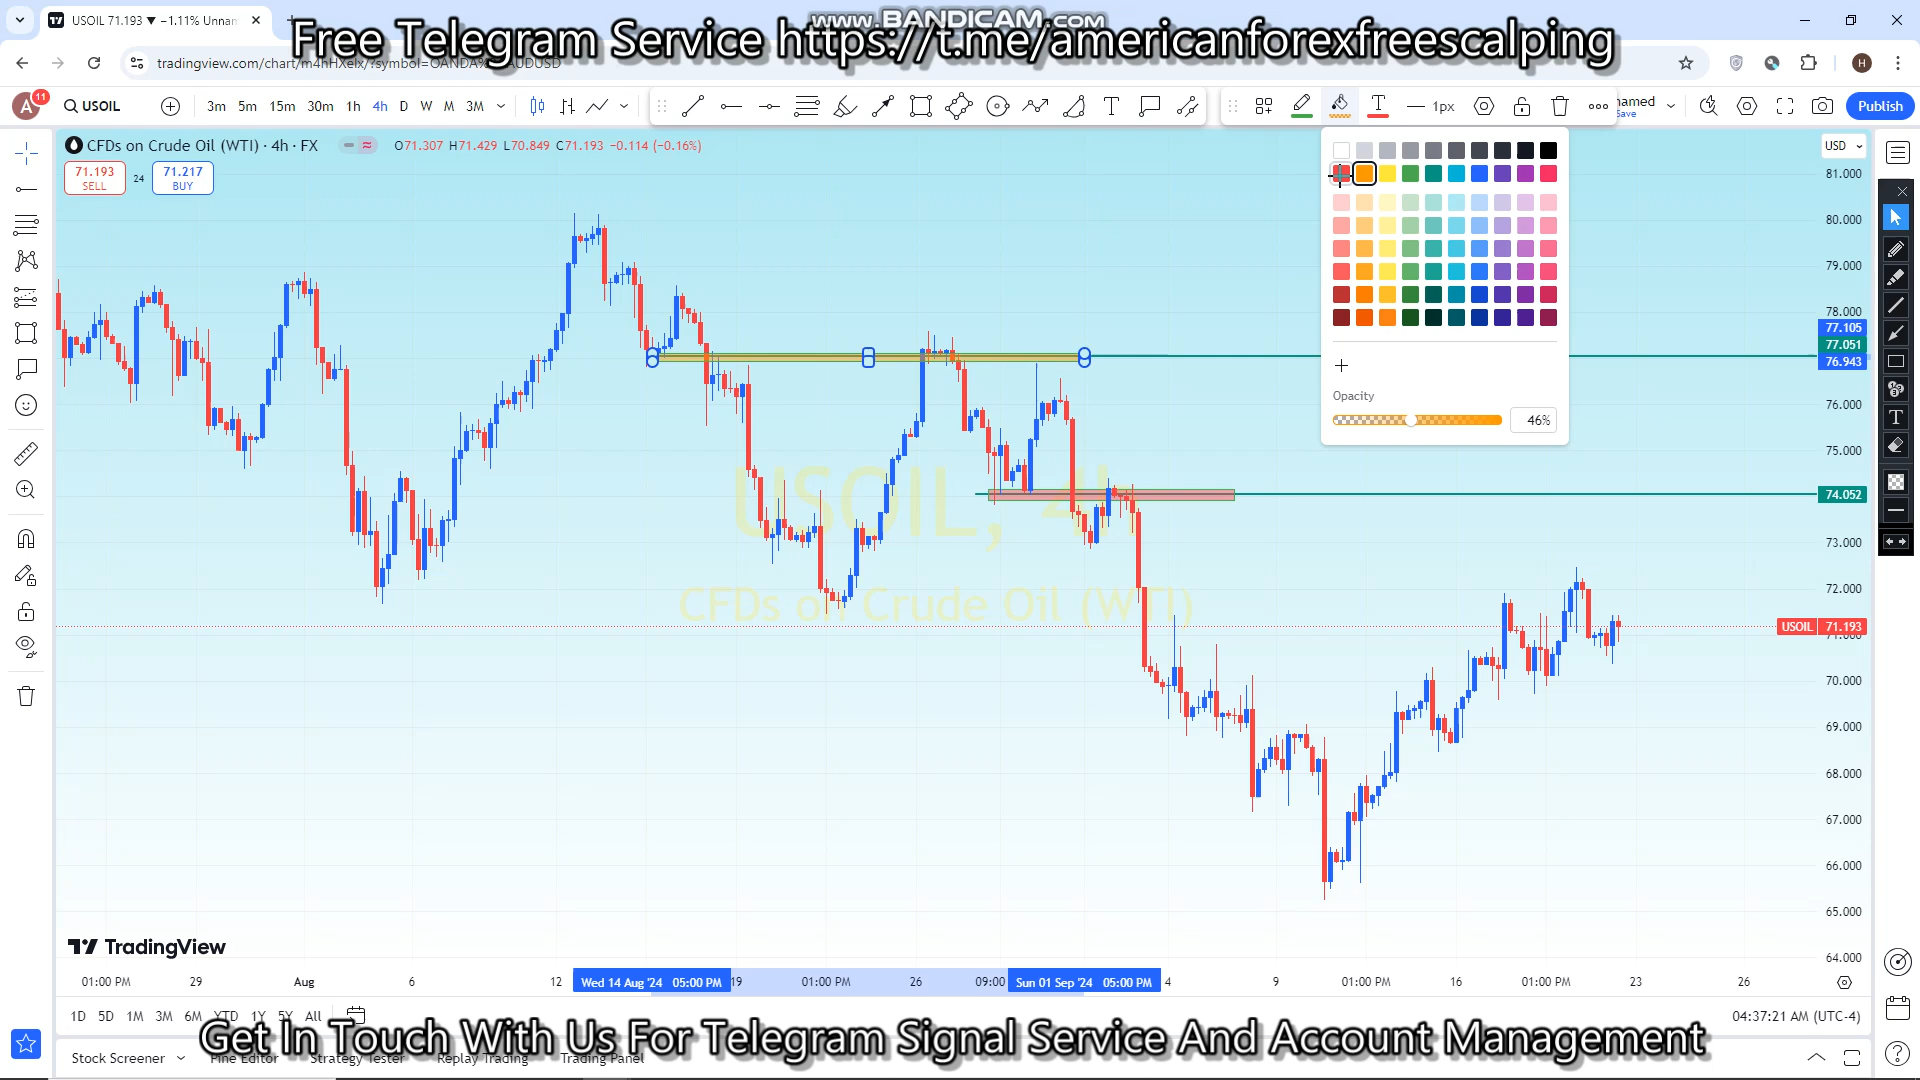 USOIL 71.193 ▼ −1.11% Unnam
www.BANDICAM.com
Free Telegram Service https://t.me/americanforexfreescalping
tradingview.com/chart/m4hHXelx/?symbol=OANDA%
AUDUSD
H
A 11 USOIL 3m 5m 15m 30m 1h 4h D W M 3M 1px named Save Publish
CFDs on Crude Oil (WTI) · 4h · FX O71.307 H71.429 L70.849 C71.193 −0.114 (−0.16%) USD
71.193 SELL 24 71.217 BUY
81.000
80.000
79.000
78.000
77.105
77.051
76.943
Opacity
76.000
46%
75.000
74.052
USOIL, 4h
73.000
72.000
CFDs on Crude Oil (WTI)
USOIL 71.193
71.000
70.000
69.000
68.000
67.000
66.000
65.000
TradingView
64.000
01:00 PM 29 Aug 6 12 Wed 14 Aug '24 05:00 PM 19 01:00 PM 26 09:00 Sun 01 Sep '24 05:00 PM 4 9 01:00 PM 16 01:00 PM 23 26
1D 5D 1M 3M 6M YTD 1Y 5Y All 04:37:21 AM (UTC-4)
Get In Touch With Us For Telegram Signal Service And Account Management
Stock Screener Pine Editor Strategy Tester Replay Trading Trading Panel